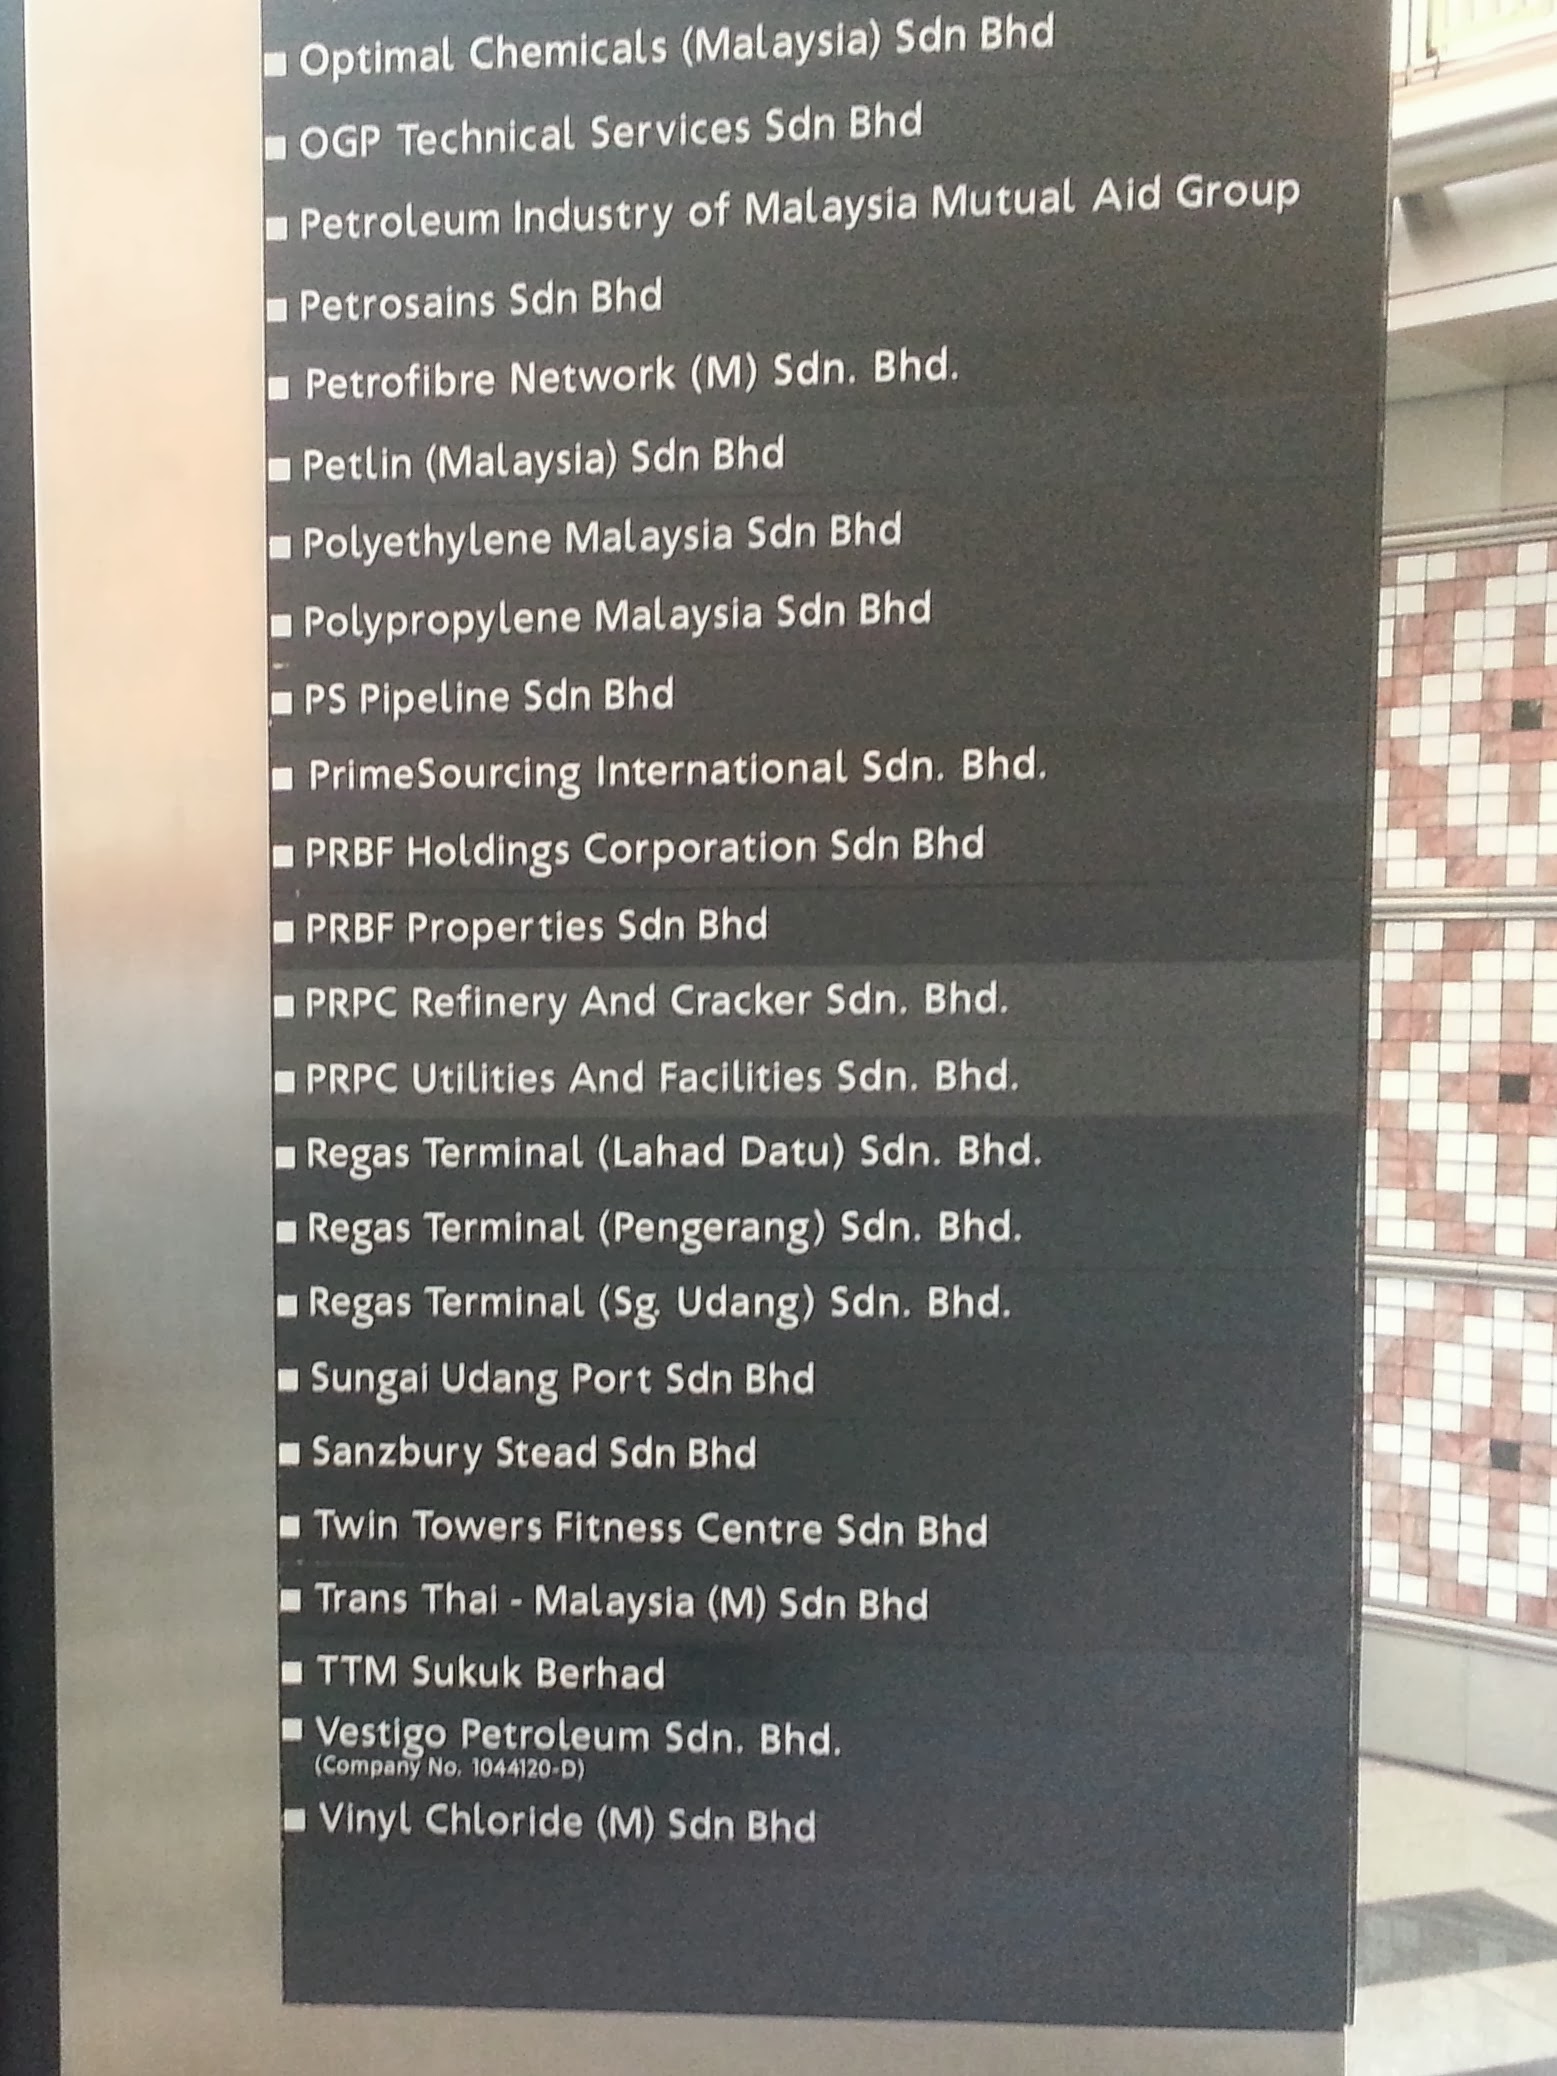 Optimal Chemicals (Malaysia) Sdn Bhd
OGP Technical Services Sdn Bhd
Petroleum Industry of Malaysia Mutual Aid Group
Petrosains Sdn Bhd
Petrofibre Network (M) Sdn. Bhd.
Petlin (Malaysia) Sdn Bhd
Polyethylene Malaysia Sdn Bhd
Polypropylene Malaysia Sdn Bhd
PS Pipeline Sdn Bhd
PrimeSourcing International Sdn. Bhd.
PRBF Holdings Corporation Sdn Bhd
PRBF Properties Sdn Bhd
PRPC Refinery And Cracker Sdn. Bhd.
PRPC Utilities And Facilities Sdn. Bhd.
Regas Terminal (Lahad Datu) Sdn. Bhd.
Regas Terminal (Pengerang) Sdn. Bhd.
Regas Terminal (Sg. Udang) Sdn. Bhd.
Sungai Udang Port Sdn Bhd
Sanzbury Stead Sdn Bhd
Twin Towers Fitness Centre Sdn Bhd
Trans Thai - Malaysia (M) Sdn Bhd
TTM Sukuk Berhad
Vestigo Petroleum Sdn. Bhd.
(Company No. 1044120-D)
Vinyl Chloride (M) Sdn Bhd